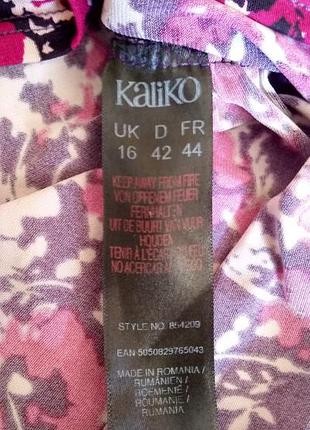 KaliKO
UK D FR
16 42 44
KEEP AWAY FROM FIRE
VON OFFENEM FEUER
FERNHALTEN
UIT DE BUURT VAN VUUR
HOUDEN
TENIR À L'ÉCART DU FEU
NO ACERCAR AL FUEGO
STYLE NO. 854209
EAN 5050829765043
MADE IN ROMANIA /
RUMÄNIEN /
ROEMENIË /
ROUMANIE /
RUMANIA